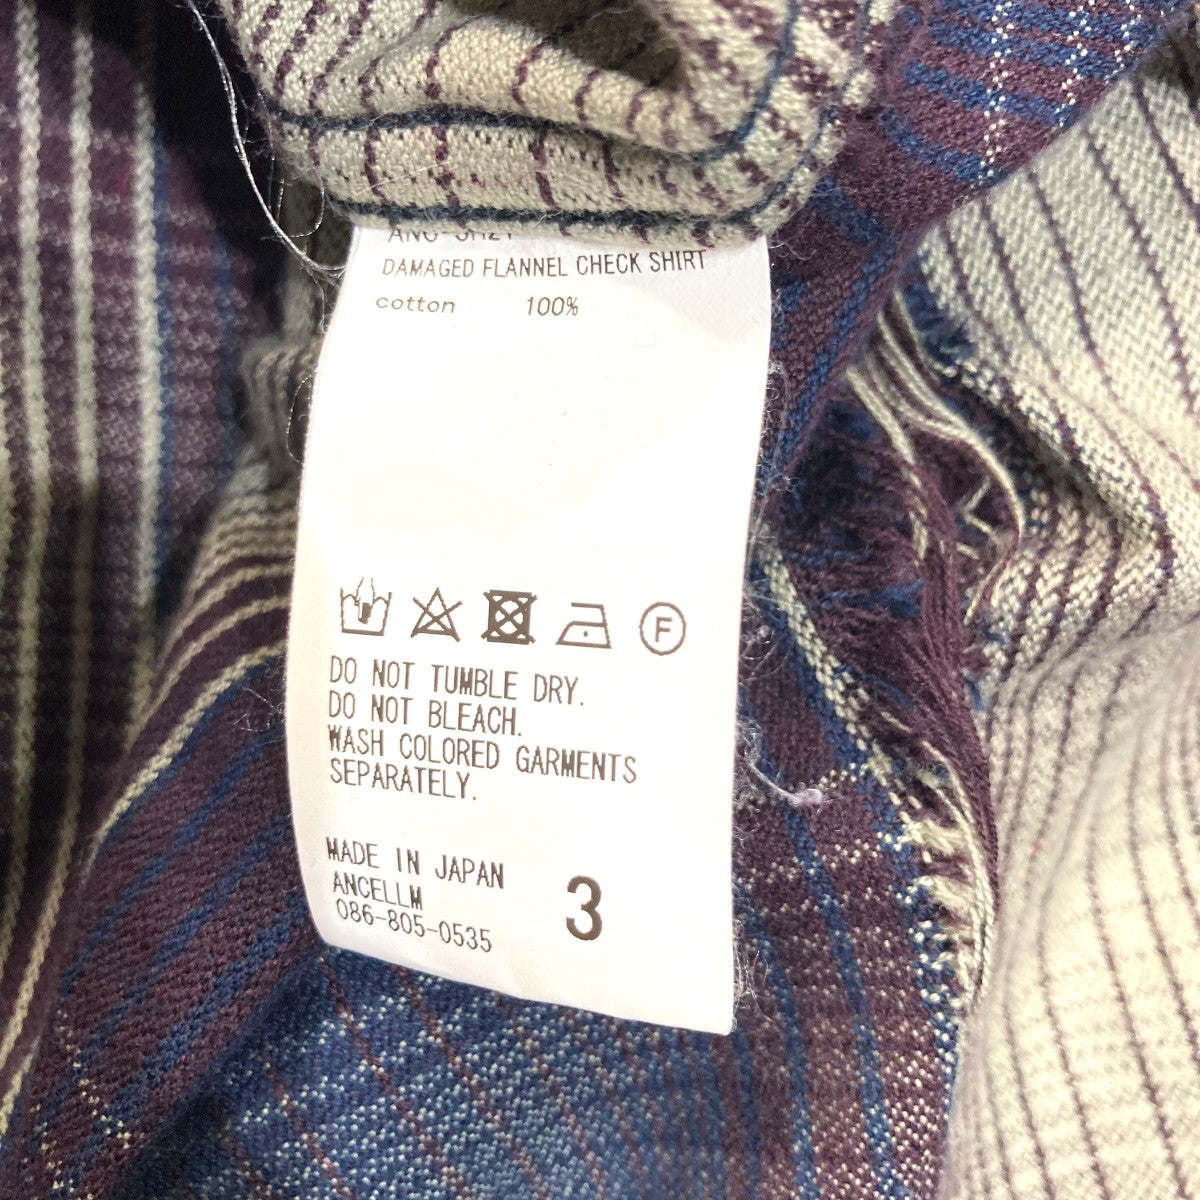 DAMAGED FLANNEL CHECK SHIRT
cotton 100%
F
DO NOT TUMBLE DRY.
DO NOT BLEACH.
WASH COLORED GARMENTS
SEPARATELY.
MADE IN JAPAN
ANCELLM
086-805-0535
3